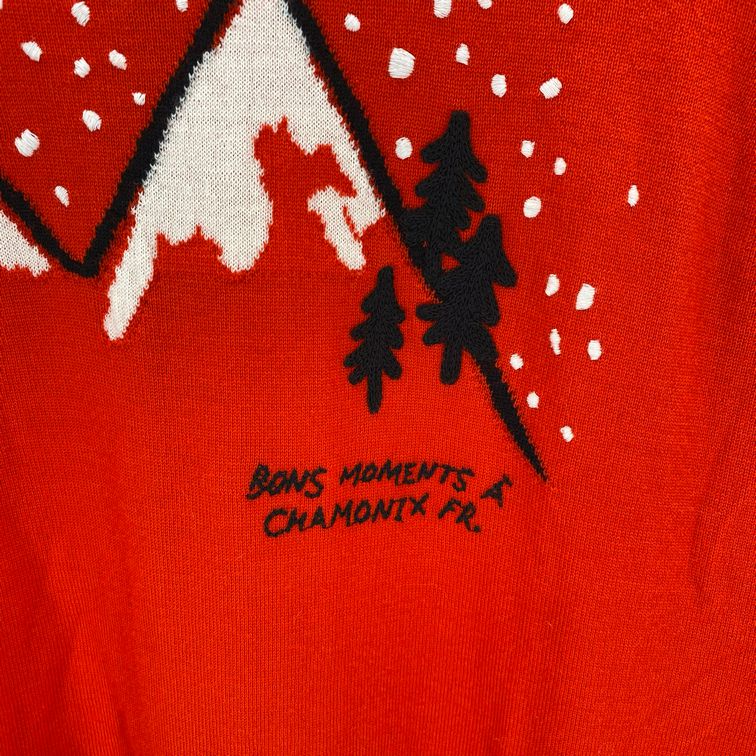 BONS MOMENTS À
CHAMONIX FR.